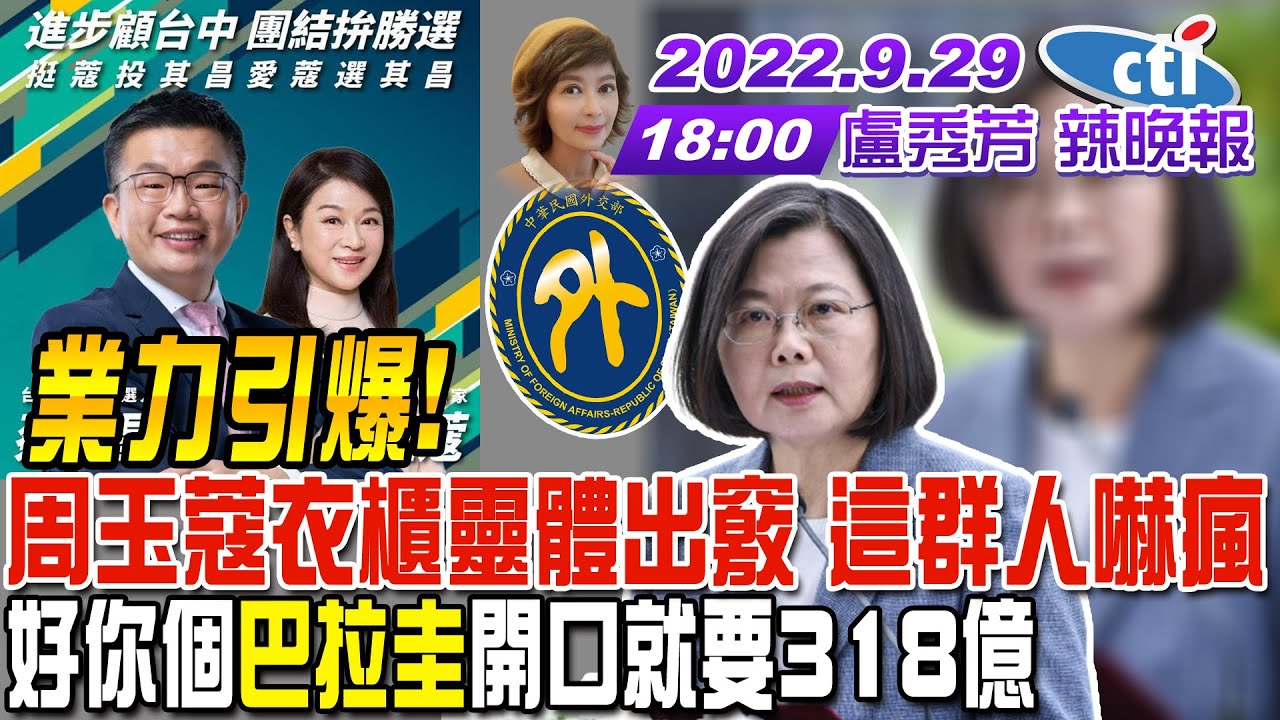 進步顧台中 團結拚勝選
挺蔻投其昌愛蔻選其昌
2022.9.29
cti
18:00
盧秀芳 辣晚報
中華民國外交部
外
MINISTRY OF FOREIGN AFFAIRS-REPUBLIC OF
TAIWAN)
業力引爆!
周玉蔻衣櫃靈體出竅 這群人嚇瘋
好你個巴拉圭開口就要318億